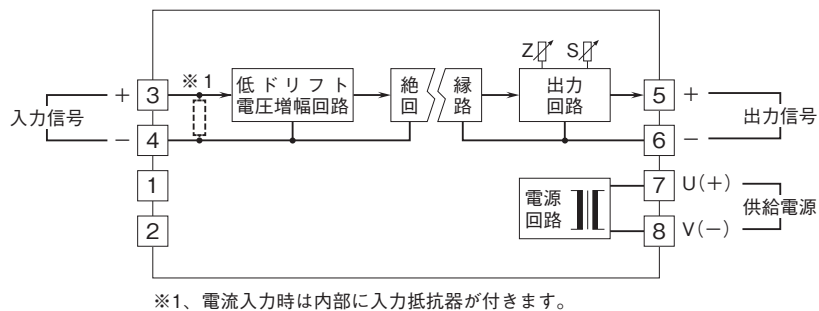 Z S
※1
低ドリフト
電圧増幅回路
絶縁
回路
出力
回路
入力信号
+ 3
− 4
1
2
5 +
6 −
出力信号
電源
回路
7 U(+)
8 V(−)
供給電源
※1、電流入力時は内部に入力抵抗器が付きます。